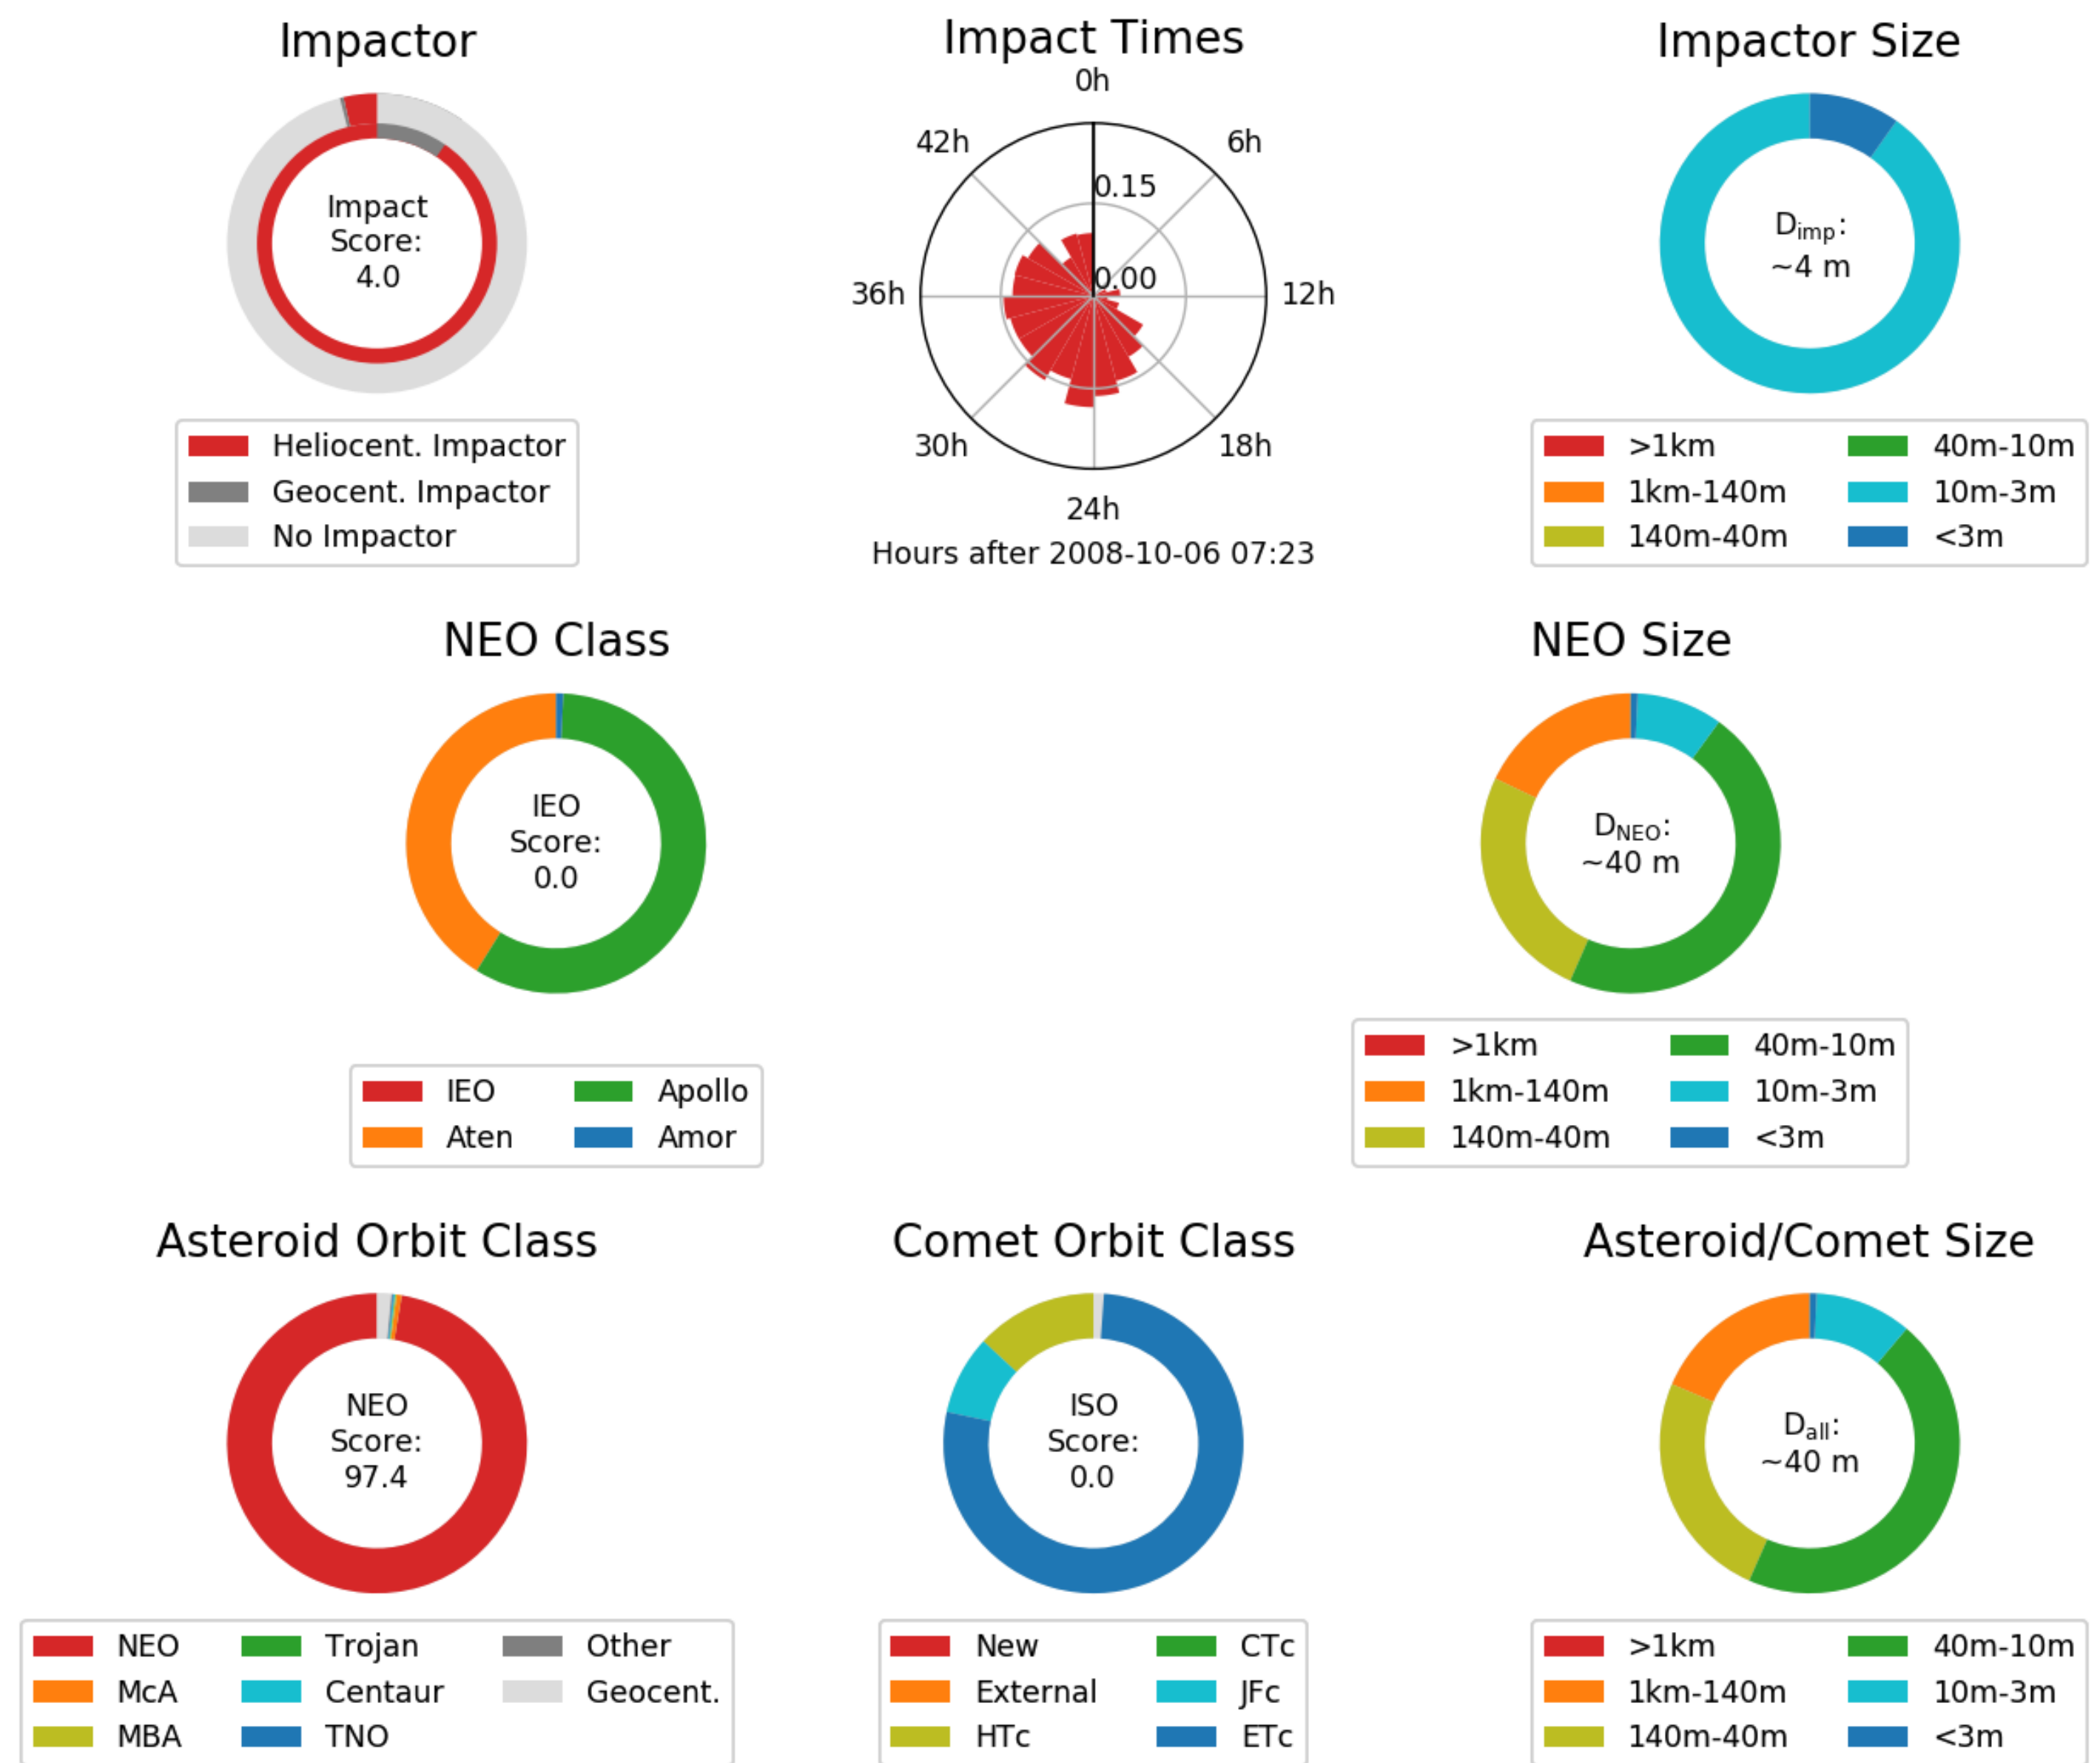 Impactor
Impact
Score:
4.0
Heliocent. Impactor
Geocent. Impactor
No Impactor
Impact Times
0h
6h
12h
18h
24h
30h
36h
42h
0.15
0.00
Hours after 2008-10-06 07:23
Impactor Size
Dimp:
~4 m
>1km
1km-140m
140m-40m
40m-10m
10m-3m
<3m
NEO Class
IEO
Score:
0.0
IEO
Aten
Apollo
Amor
NEO Size
DNEO:
~40 m
>1km
1km-140m
140m-40m
40m-10m
10m-3m
<3m
Asteroid Orbit Class
NEO
Score:
97.4
NEO
McA
MBA
Trojan
Centaur
TNO
Other
Geocent.
Comet Orbit Class
ISO
Score:
0.0
New
External
HTc
CTc
JFc
ETc
Asteroid/Comet Size
Dall:
~40 m
>1km
1km-140m
140m-40m
40m-10m
10m-3m
<3m